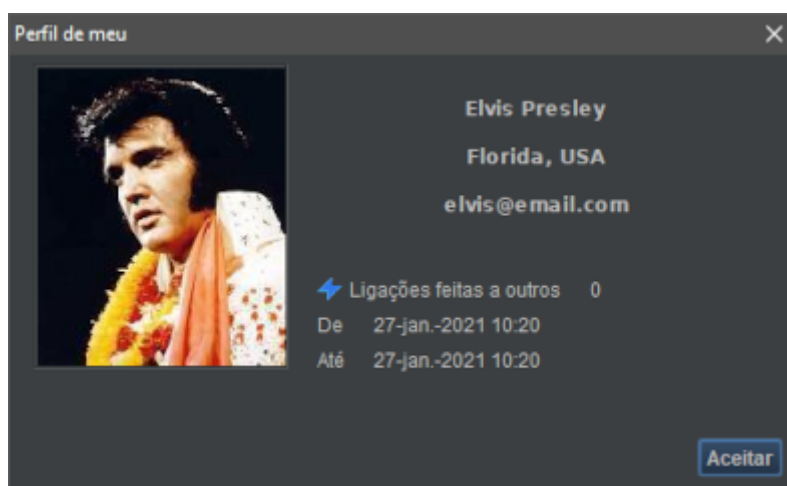 Perfil de meu
Elvis Presley
Florida, USA
elvis@email.com
Ligações feitas a outros 0
De 27-jan.-2021 10:20
Até 27-jan.-2021 10:20
Aceitar